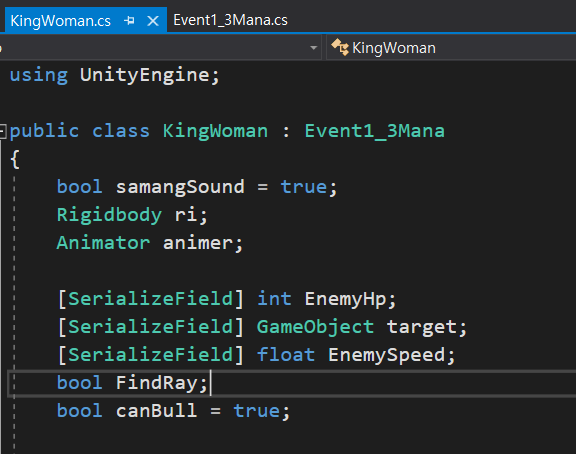 KingWoman.cs Event1_3Mana.cs
KingWoman
using UnityEngine;
public class KingWoman : Event1_3Mana
{
bool samangSound = true;
Rigidbody ri;
Animator animer;
[SerializeField] int EnemyHp;
[SerializeField] GameObject target;
[SerializeField] float EnemySpeed;
bool FindRay;
bool canBull = true;